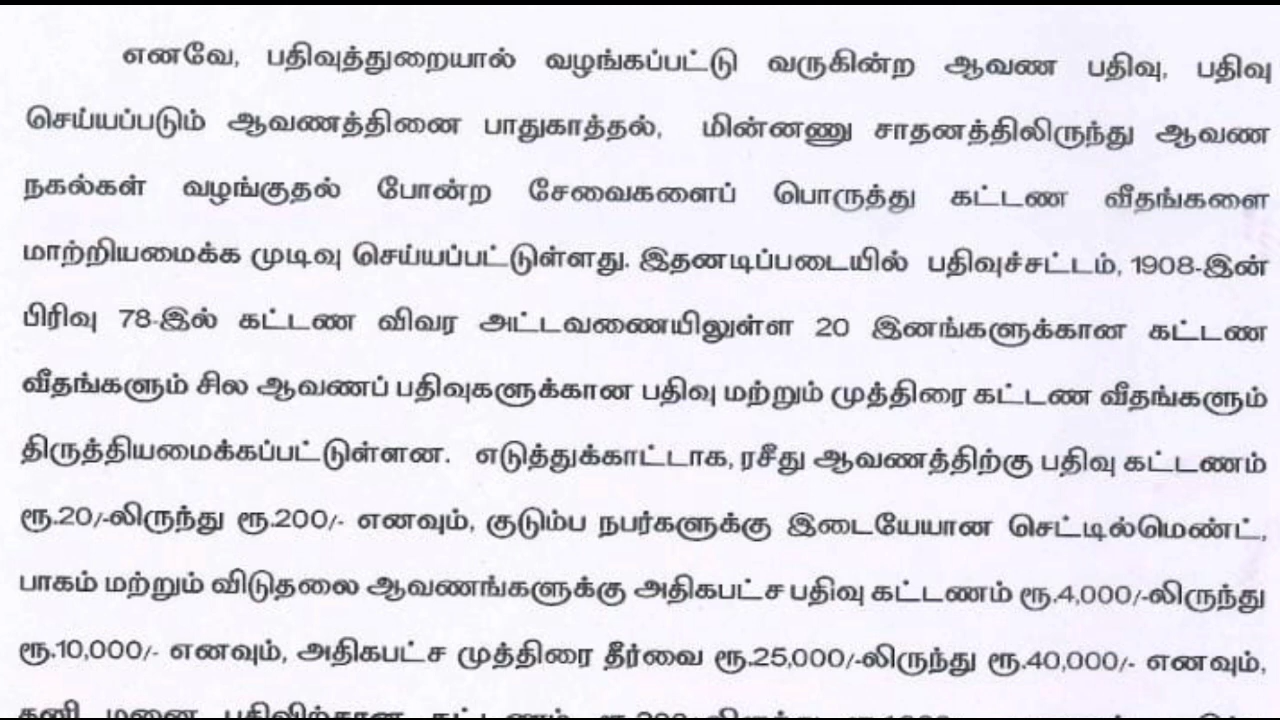 எனவே, பதிவுத்துறையால் வழங்கப்பட்டு வருகின்ற ஆவண பதிவு, பதிவு
செய்யப்படும் ஆவணத்தினை பாதுகாத்தல், மின்னணு சாதனத்திலிருந்து ஆவண
நகல்கள் வழங்குதல் போன்ற சேவைகளைப் பொருத்து கட்டண வீதங்களை
மாற்றியமைக்க முடிவு செய்யப்பட்டுள்ளது. இதனடிப்படையில் பதிவுச்சட்டம், 1908-இன்
பிரிவு 78-இல் கட்டண விவர அட்டவணையிலுள்ள 20 இனங்களுக்கான கட்டண
வீதங்களும் சில ஆவணப் பதிவுகளுக்கான பதிவு மற்றும் முத்திரை கட்டண வீதங்களும்
திருத்தியமைக்கப்பட்டுள்ளன. எடுத்துக்காட்டாக, ரசீது ஆவணத்திற்கு பதிவு கட்டணம்
ரூ.20/-லிருந்து ரூ.200/- எனவும், குடும்ப நபர்களுக்கு இடையேயான செட்டில்மெண்ட்,
பாகம் மற்றும் விடுதலை ஆவணங்களுக்கு அதிகபட்ச பதிவு கட்டணம் ரூ.4,000/-லிருந்து
ரூ.10,000/- எனவும், அதிகபட்ச முத்திரை தீர்வை ரூ.25,000/-லிருந்து ரூ.40,000/- எனவும்,